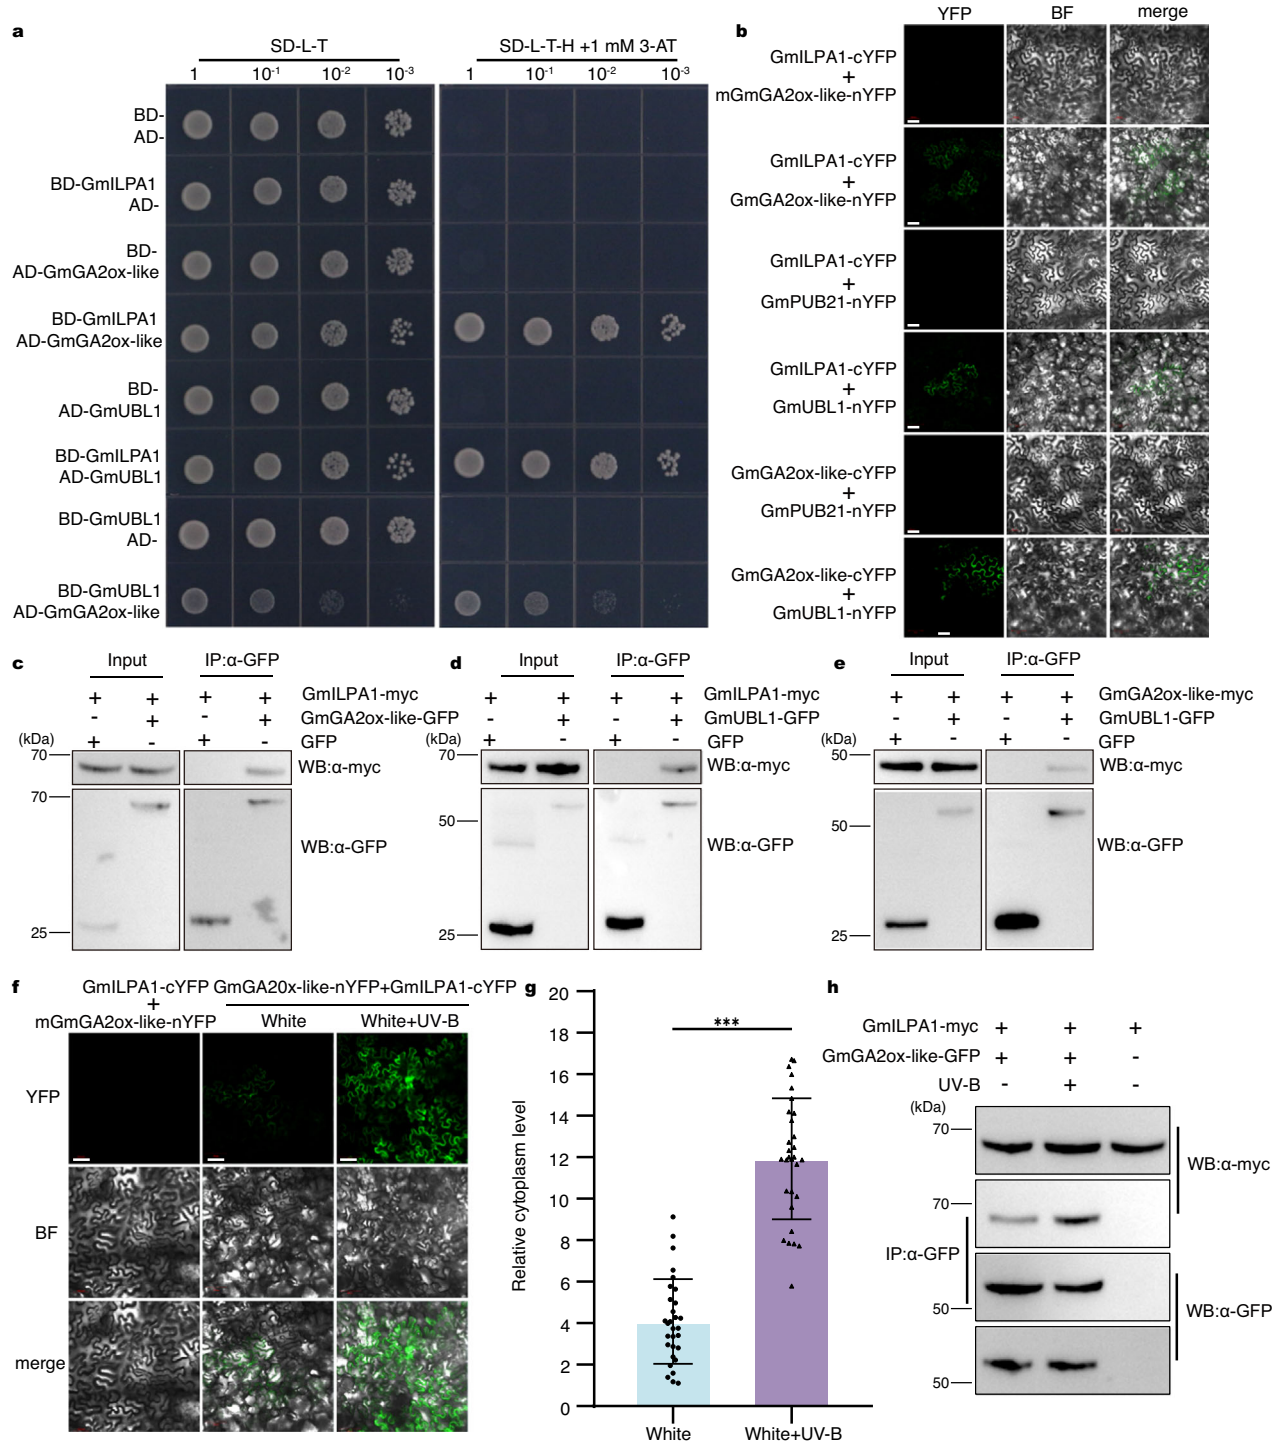 a
SD-L-T
SD-L-T-H +1 mM 3-AT
1 10-1 10-2 10-3 1 10-1 10-2 10-3
BD-
AD-
BD-GmILPA1
AD-
BD-
AD-GmGA2ox-like
BD-GmILPA1
AD-GmGA2ox-like
BD-
AD-GmUBL1
BD-GmILPA1
AD-GmUBL1
BD-GmUBL1
AD-
BD-GmUBL1
AD-GmGA2ox-like
b
YFP BF merge
GmILPA1-cYFP
+
mGmGA2ox-like-nYFP
GmILPA1-cYFP
+
GmGA2ox-like-nYFP
GmILPA1-cYFP
+
GmPUB21-nYFP
GmILPA1-cYFP
+
GmUBL1-nYFP
GmGA2ox-like-cYFP
+
GmPUB21-nYFP
GmGA2ox-like-cYFP
+
GmUBL1-nYFP
c
Input IP:α-GFP
+ + + + GmILPA1-myc
- + - + GmGA2ox-like-GFP
(kDa) + - + - GFP
70
WB:α-myc
70
WB:α-GFP
25
d
Input IP:α-GFP
+ + + + GmILPA1-myc
- + - + GmUBL1-GFP
(kDa) + - + - GFP
70
WB:α-myc
50
WB:α-GFP
25
e
Input IP:α-GFP
+ + + + GmGA2ox-like-myc
- + - + GmUBL1-GFP
(kDa) + - + - GFP
50
WB:α-myc
50
WB:α-GFP
25
f
GmILPA1-cYFP
+
mGmGA2ox-like-nYFP
GmGA20x-like-nYFP+GmILPA1-cYFP
White White+UV-B
YFP
BF
merge
g
Relative cytoplasm level
20
18
16
14
12
10
8
6
4
2
0
***
White White+UV-B
h
GmILPA1-myc + + +
GmGA2ox-like-GFP + + -
UV-B - + -
(kDa)
70
WB:α-myc
70
IP:α-GFP
50
WB:α-GFP
50